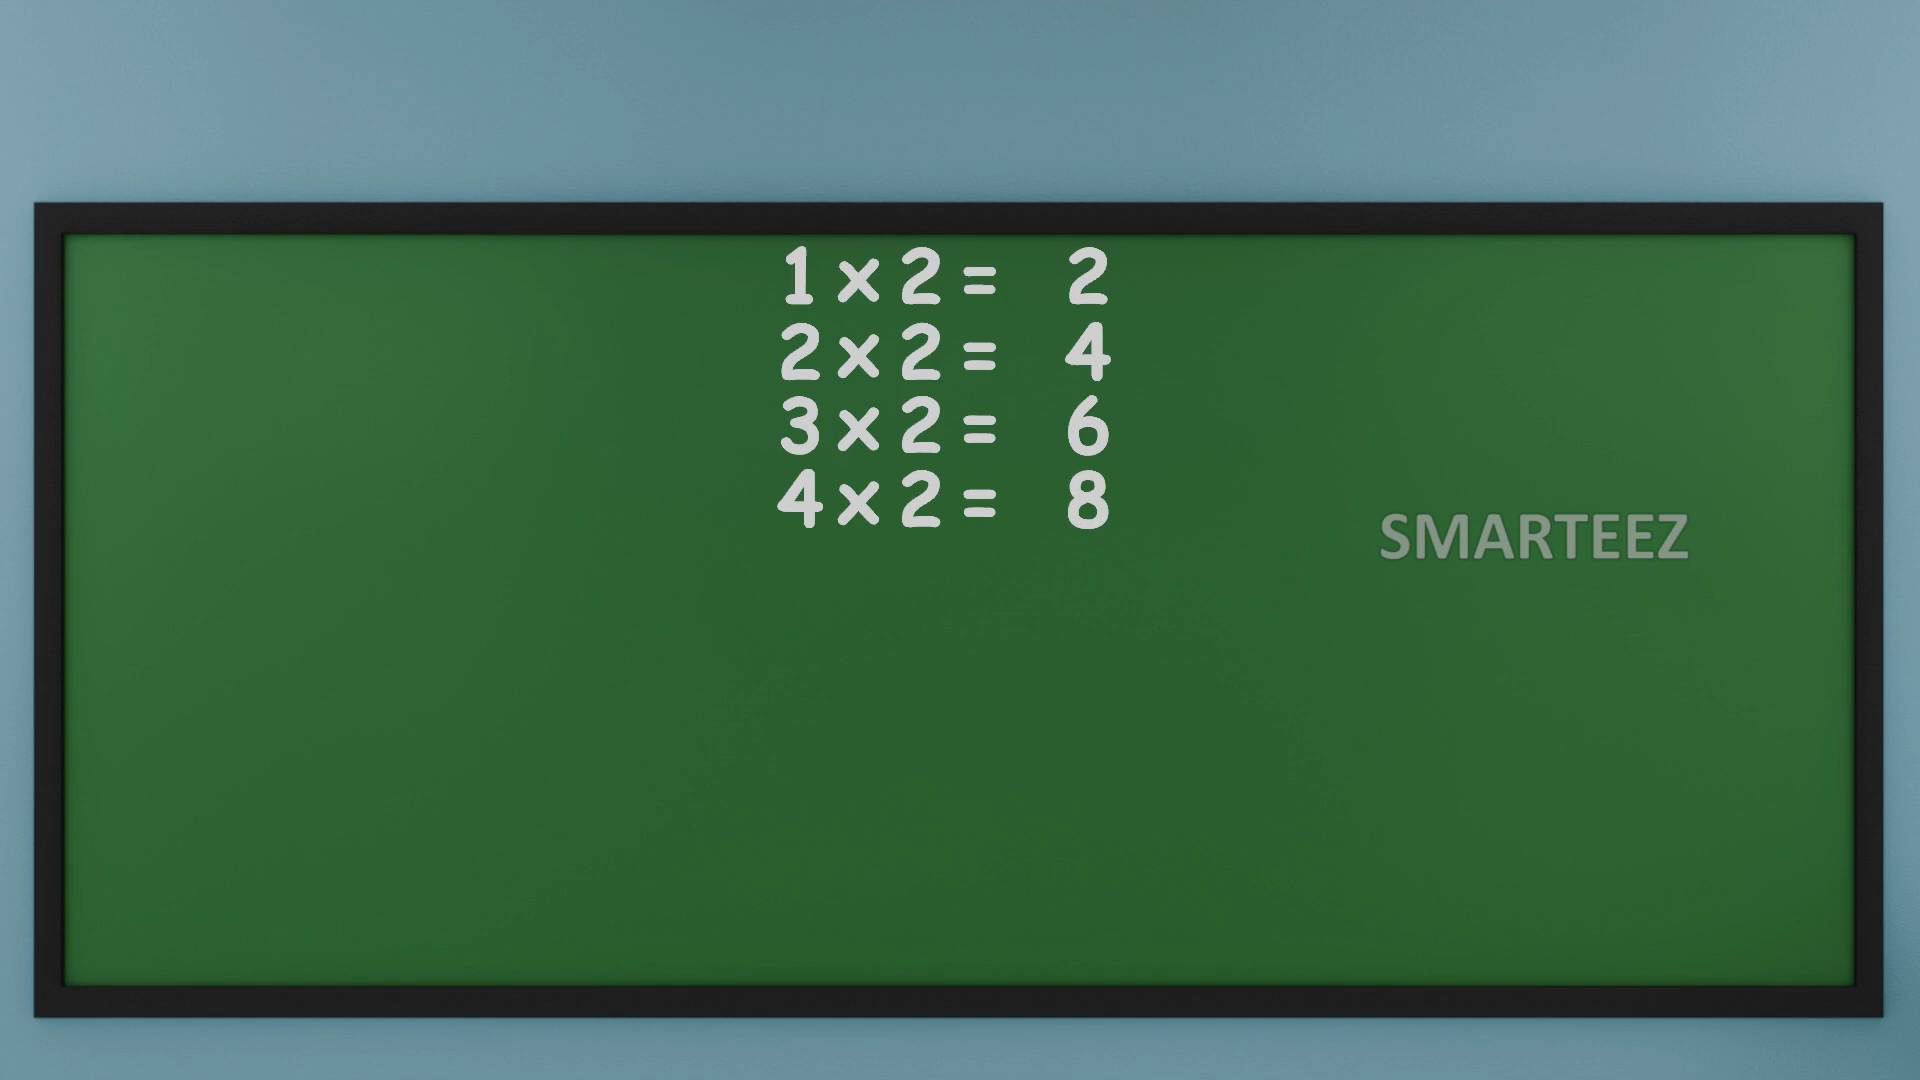 1 × 2 = 2
2 × 2 = 4
3 × 2 = 6
4 × 2 = 8
SMARTEEZ